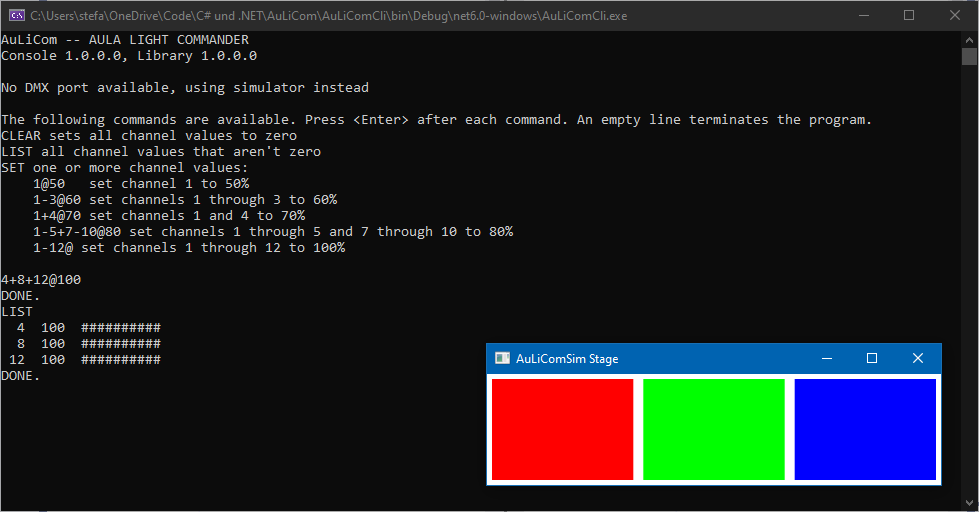 C:\Users\stefa\OneDrive\Code\C# und .NET\AuLiCom\AuLiComCli\bin\Debug\net6.0-windows\AuLiComCli.exe
AuLiCom -- AULA LIGHT COMMANDER
Console 1.0.0.0, Library 1.0.0.0
No DMX port available, using simulator instead
The following commands are available. Press <Enter> after each command. An empty line terminates the program.
CLEAR sets all channel values to zero
LIST all channel values that aren't zero
SET one or more channel values:
    1@50   set channel 1 to 50%
    1-3@60 set channels 1 through 3 to 60%
    1+4@70 set channels 1 and 4 to 70%
    1-5+7-10@80 set channels 1 through 5 and 7 through 10 to 80%
    1-12@ set channels 1 through 12 to 100%
4+8+12@100
DONE.
LIST
  4  100  ##########
  8  100  ##########
 12  100  ##########
DONE.
AuLiComSim Stage